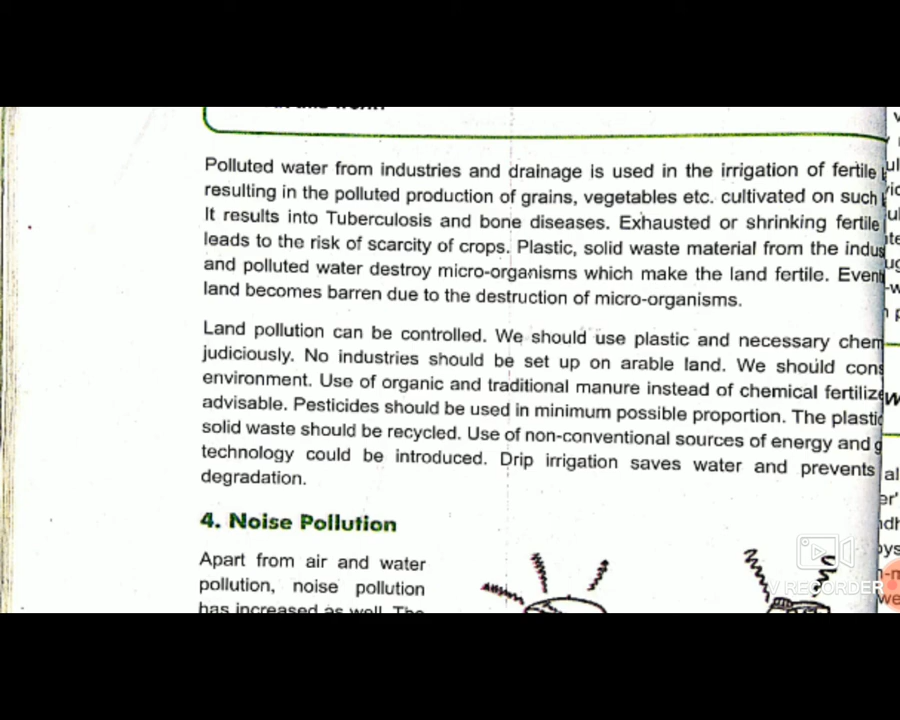 Polluted water from industries and drainage is used in the irrigation of fertile
resulting in the polluted production of grains, vegetables etc. cultivated on such
It results into Tuberculosis and bone diseases. Exhausted or shrinking fertile
leads to the risk of scarcity of crops. Plastic, solid waste material from the indus
and polluted water destroy micro-organisms which make the land fertile. Event
land becomes barren due to the destruction of micro-organisms.
Land pollution can be controlled. We should use plastic and necessary chem
judiciously. No industries should be set up on arable land. We should cons
environment. Use of organic and traditional manure instead of chemical fertilize
advisable. Pesticides should be used in minimum possible proportion. The plastic
solid waste should be recycled. Use of non-conventional sources of energy and g
technology could be introduced. Drip irrigation saves water and prevents
degradation.
4. Noise Pollution
Apart from air and water
pollution, noise pollution
has increased as well. The
V RECORDER